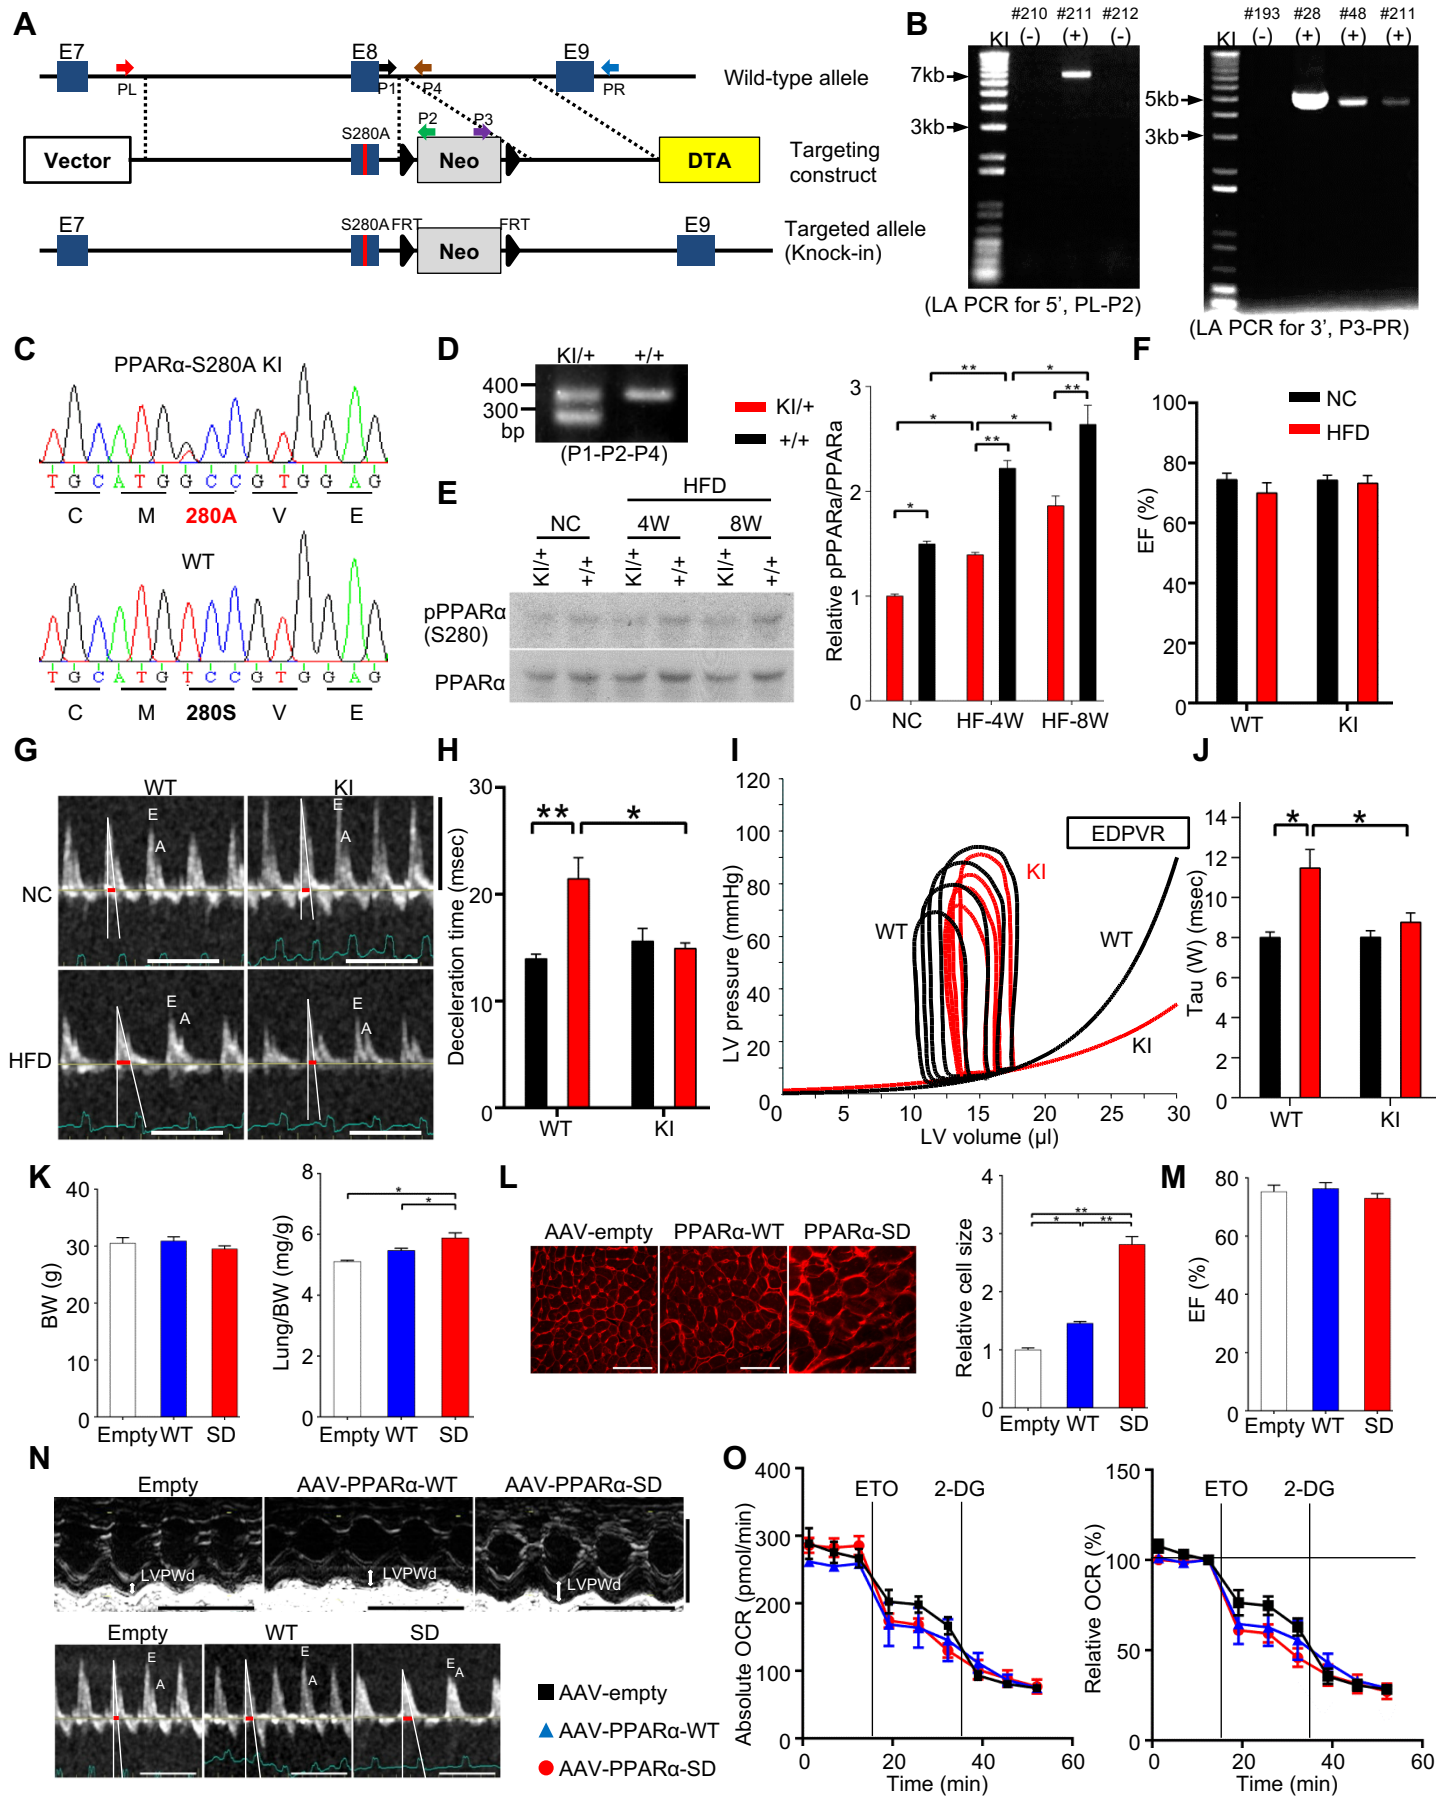 A
E7
E8
E9
PL
P1
P4
PR
Wild-type allele
S280A
P2
P3
Vector
Neo
DTA
Targeting
construct
E7
S280A
FRT
FRT
E9
Neo
Targeted allele
(Knock-in)
B
#210 #211 #212
KI (-) (+) (-)
7kb
3kb
(LA PCR for 5’, PL-P2)
#193 #28 #48 #211
KI (-) (+) (+) (+)
5kb
3kb
(LA PCR for 3’, P3-PR)
C
PPARα-S280A KI
T G C A T G G C C G T G G A G
C M 280A V E
WT
T G C A T G T C C G T G G A G
C M 280S V E
D
KI/+ +/+
400
300
bp
(P1-P2-P4)
E
HFD
NC 4W 8W
KI/+ +/+ KI/+ +/+ KI/+ +/+
pPPARα
(S280)
PPARα
KI/+
+/+
Relative pPPARa/PPARa
3
2
1
0
** *
* *
** **
*
NC HF-4W HF-8W
F
NC
HFD
EF (%)
100
80
60
40
20
0
WT KI
G
WT KI
NC
HFD
E
A
E
A
E
A
E
A
H
Deceleration time (msec)
30
20
10
0
** *
WT KI
I
LV pressure (mmHg)
120
100
80
60
40
20
0
EDPVR
KI
WT
WT
KI
0 5 10 15 20 25 30
LV volume (µl)
J
Tau (W) (msec)
14
12
10
8
6
4
2
0
* *
WT KI
K
BW (g)
40
30
20
10
0
Empty WT SD
Lung/BW (mg/g)
8
6
4
2
0
*
*
Empty WT SD
L
AAV-empty PPARα-WT PPARα-SD
Relative cell size
4
3
2
1
0
**
* **
Empty WT SD
M
EF (%)
80
60
40
20
0
Empty WT SD
N
Empty AAV-PPARα-WT AAV-PPARα-SD
LVPWd
LVPWd
LVPWd
Empty WT SD
E
A
E
A
E
A
AAV-empty
AAV-PPARα-WT
AAV-PPARα-SD
O
Absolute OCR (pmol/min)
400
300
200
100
0
ETO 2-DG
0 20 40 60
Time (min)
Relative OCR (%)
150
100
50
0
ETO 2-DG
0 20 40 60
Time (min)